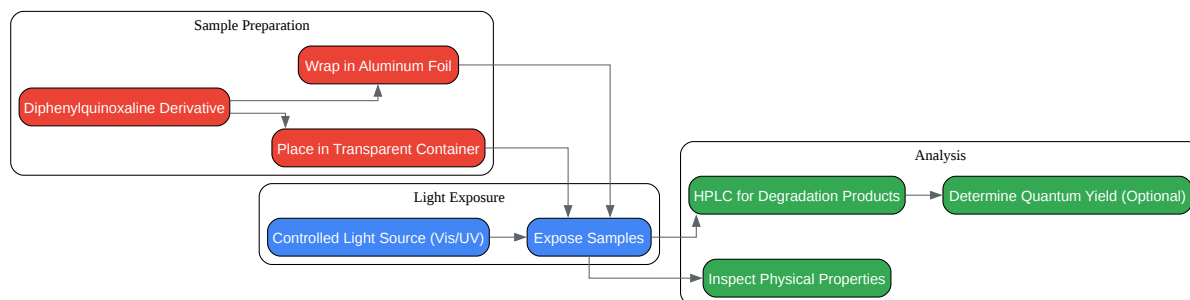 Sample Preparation
Wrap in Aluminum Foil
Diphenylquinoxaline Derivative
Place in Transparent Container
Light Exposure
Controlled Light Source (Vis/UV)
Expose Samples
Analysis
HPLC for Degradation Products
Determine Quantum Yield (Optional)
Inspect Physical Properties